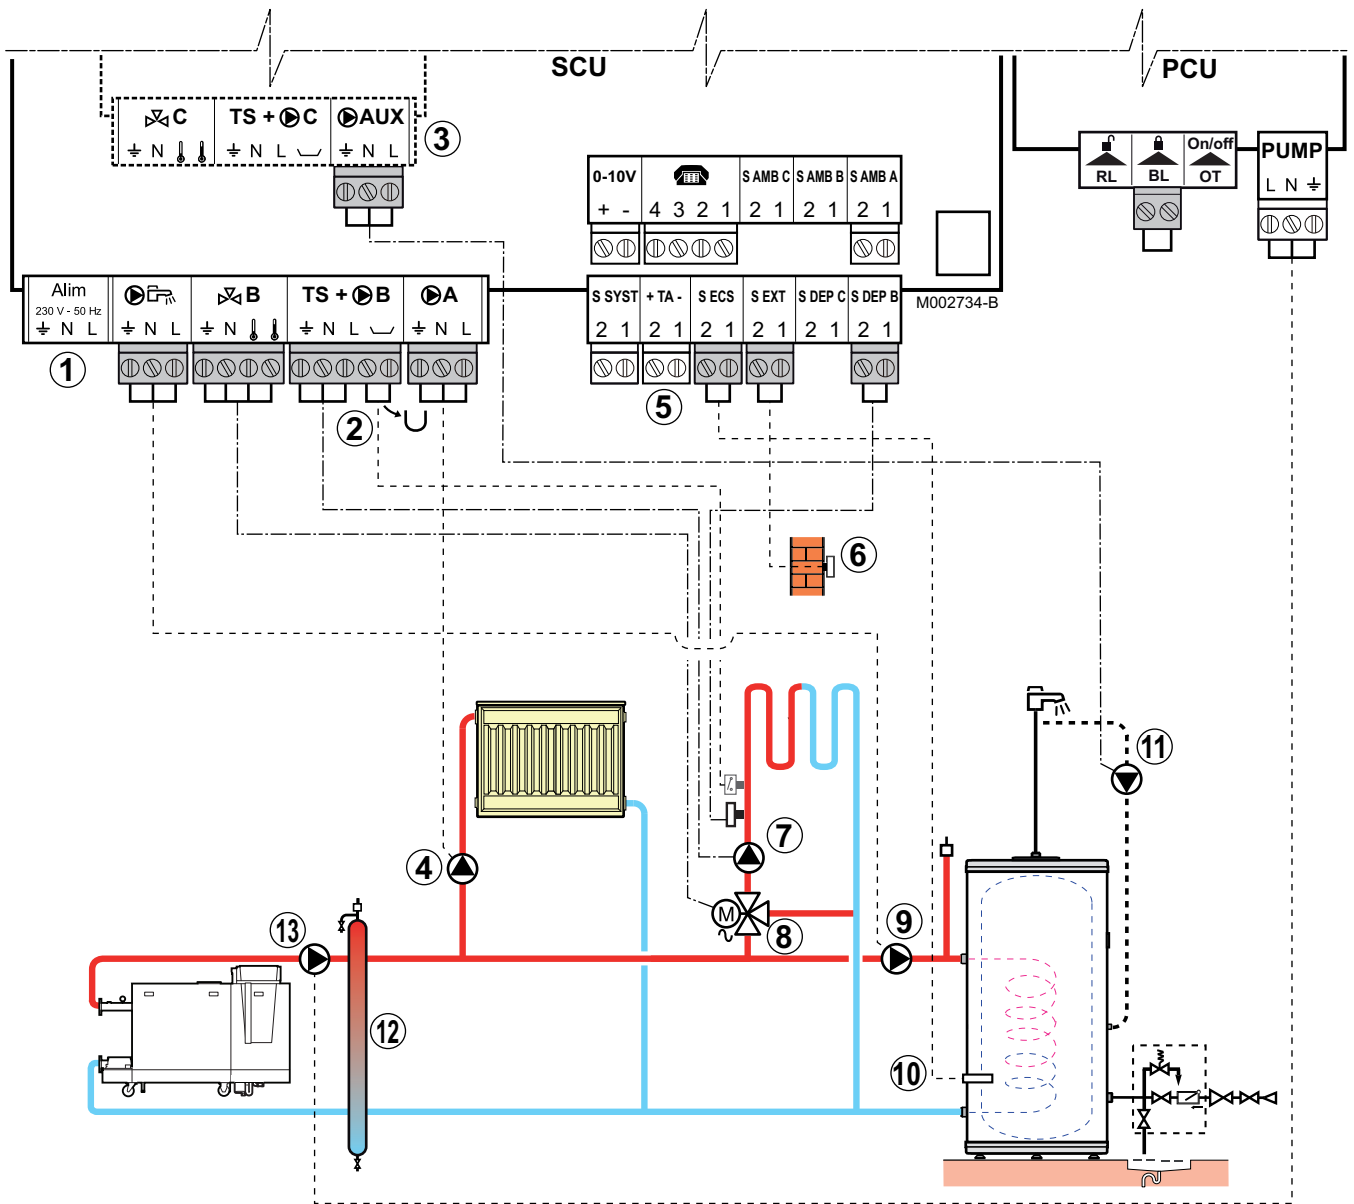 SCU
PCU
C
TS + C
AUX
3
N
N L
N L
On/off
RL
BL
OT
PUMP
L N
0-10V
S AMB C
S AMB B
S AMB A
+ -
4 3 2 1
2 1
2 1
2 1
M002734-B
Alim
230 V - 50 Hz
N L
N L
B
N
TS + B
N L
A
N L
S SYST
+ TA -
S ECS
S EXT
S DEP C
S DEP B
2 1
2 1
2 1
2 1
2 1
2 1
1
2
5
6
11
7
4
M
8
9
13
12
10